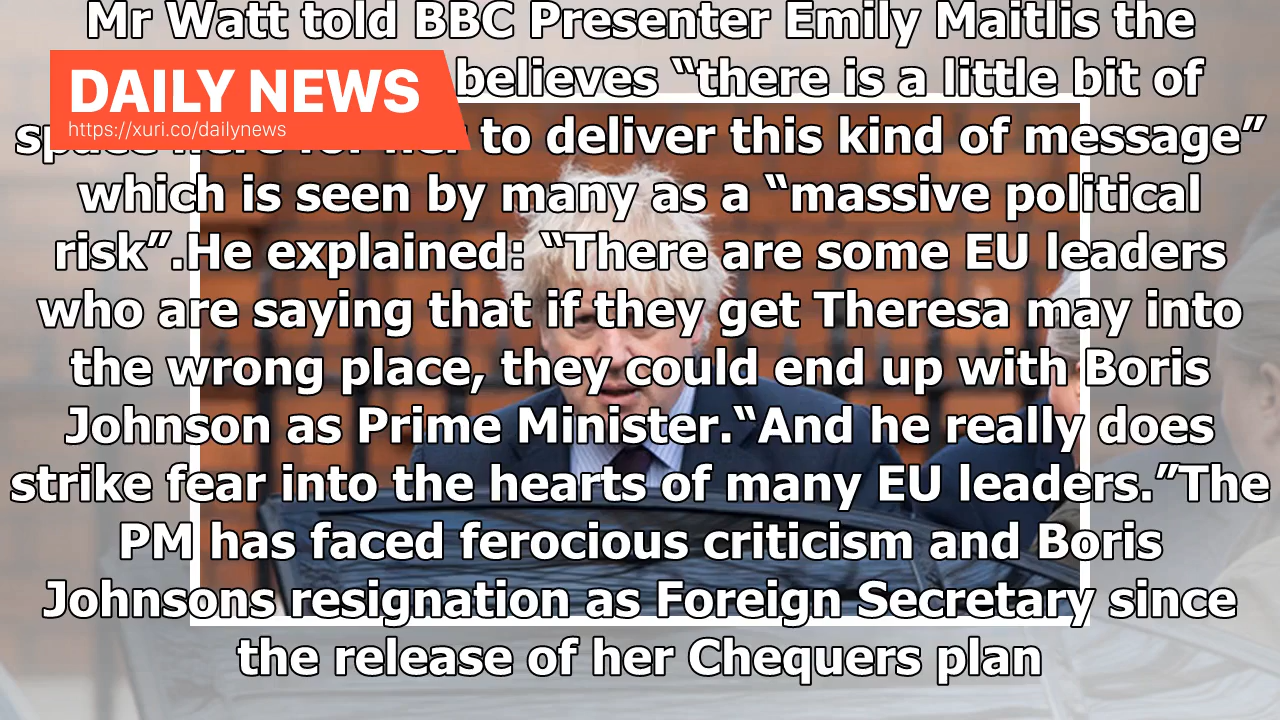 Mr Watt told BBC Presenter Emily Maitlis the
DAILY NEWS
https://xuri.co/dailynews
believes “there is a little bit of
to deliver this kind of message”
which is seen by many as a “massive political
risk”.He explained: “There are some EU leaders
who are saying that if they get Theresa may into
the wrong place, they could end up with Boris
Johnson as Prime Minister.“And he really does
strike fear into the hearts of many EU leaders.”The
PM has faced ferocious criticism and Boris
Johnsons resignation as Foreign Secretary since
the release of her Chequers plan